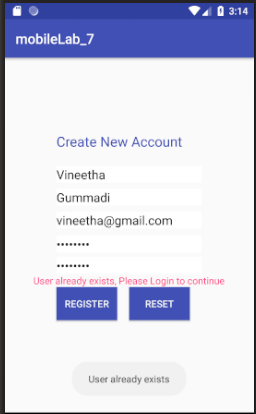 3:14
mobileLab_7
Create New Account
Vineetha
Gummadi
vineetha@gmail.com
••••••••
••••••••
User already exists, Please Login to continue
REGISTER RESET
User already exists